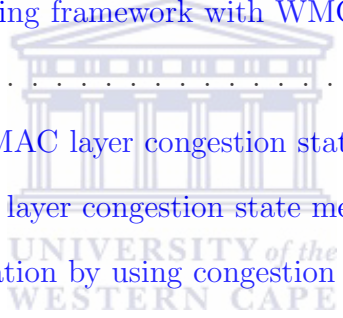 ing framework with WMC
. . . . . . . . . . . . . .
MAC layer congestion stat
layer congestion state me
UNIVERSITY of the
ation by using congestion
WESTERN CAPE